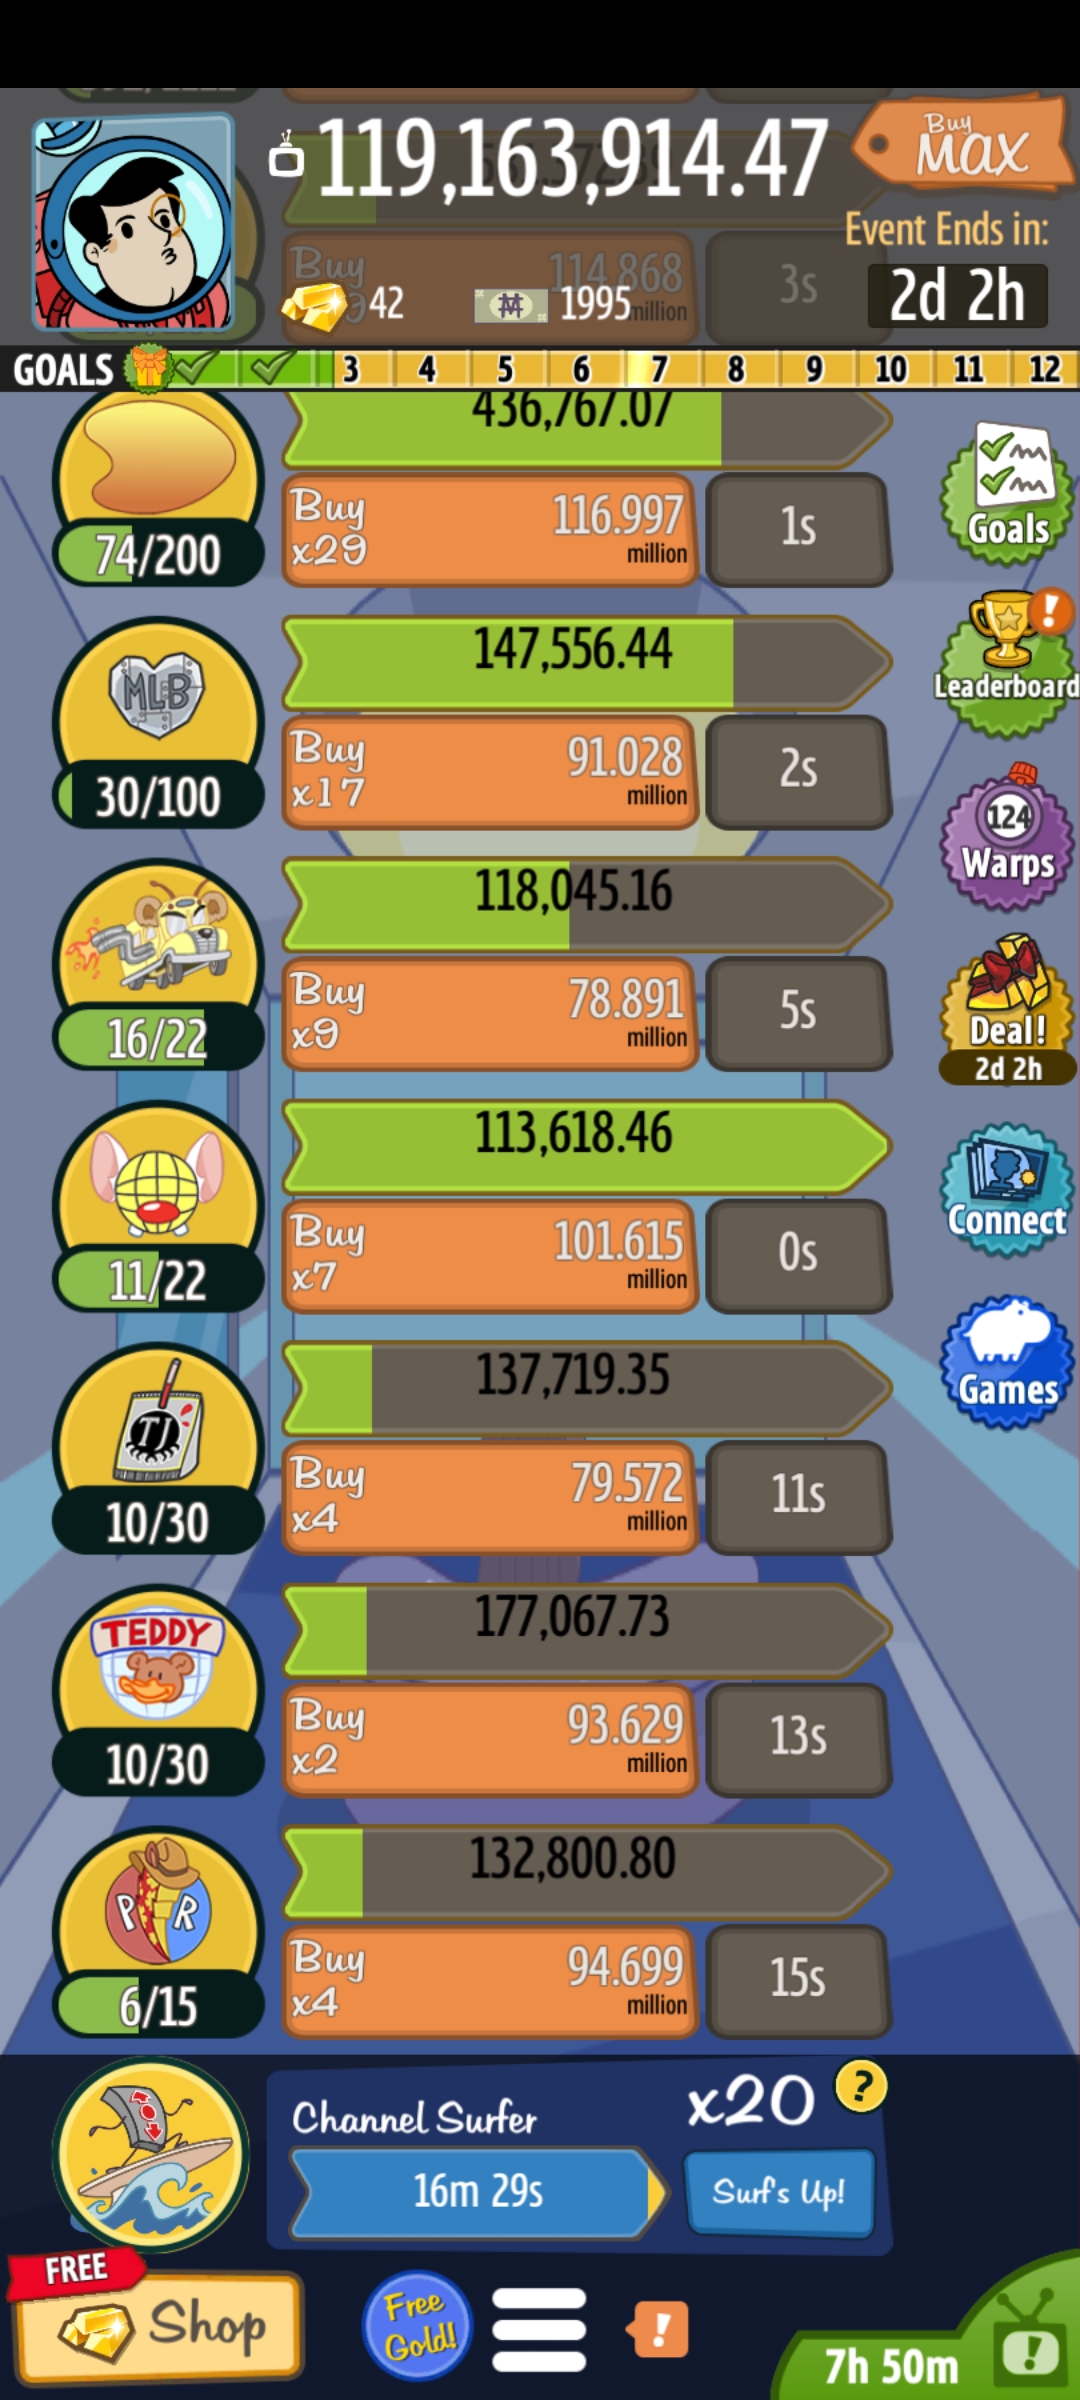 119,163,914.47
Buy
MAX
Event Ends in:
2d 2h
Buy
114.868
million
3s
42
1995
GOALS 3 4 5 6 7 8 9 10 11 12
436,767.07
74/200
Buy
x29
116.997
million
1s
Goals
147,556.44
MLB
30/100
Buy
x17
91.028
million
2s
Leaderboard
118,045.16
16/22
Buy
x9
78.891
million
5s
124
Warps
Deal!
2d 2h
113,618.46
11/22
Buy
x7
101.615
million
0s
Connect
137,719.35
TJ
10/30
Buy
x4
79.572
million
11s
Games
177,067.73
TEDDY
10/30
Buy
x2
93.629
million
13s
132,800.80
P R
6/15
Buy
x4
94.699
million
15s
Channel Surfer
x20
?
16m 29s
Surf's Up!
FREE
Shop
Free
Gold!
!
7h 50m
!